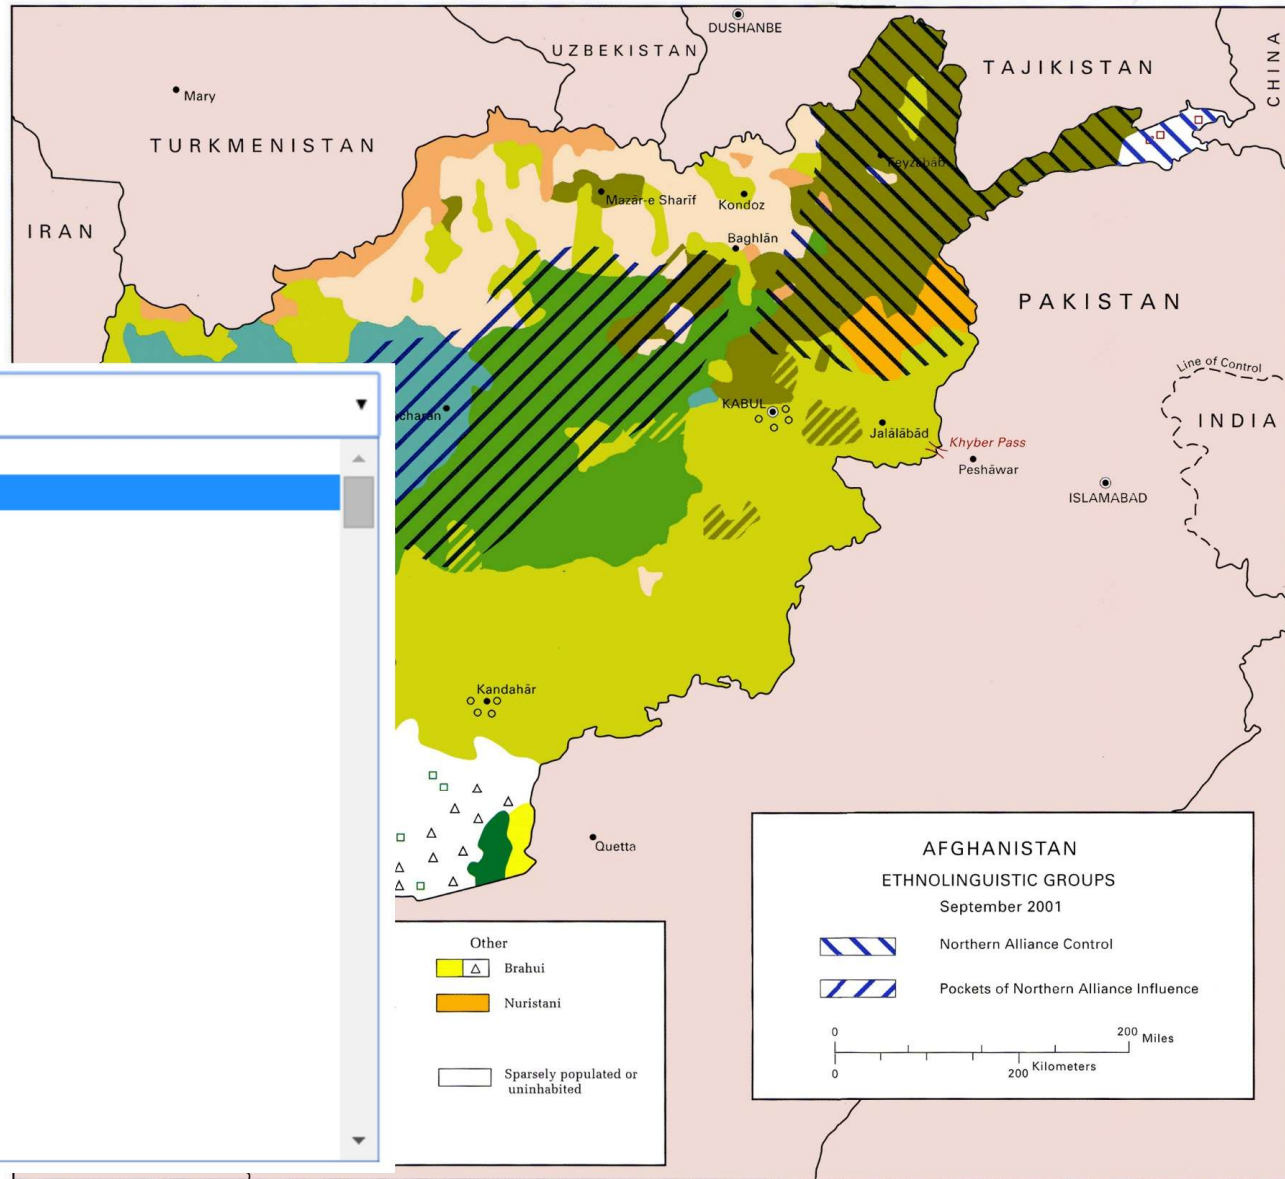 DUSHANBE
UZBEKISTAN
TAJIKISTAN
CHINA
Mary
TURKMENISTAN
Feyzābād
Mazār-e Sharīf
Kondoz
IRAN
Baghlān
PAKISTAN
Line of Control
KABUL
charān
INDIA
Jalālābād
Khyber Pass
Peshāwar
ISLAMABAD
Kandahār
Quetta
AFGHANISTAN
ETHNOLINGUISTIC GROUPS
September 2001
Northern Alliance Control
Pockets of Northern Alliance Influence
0 200 Miles
0 200 Kilometers
Other
Brahui
Nuristani
Sparsely populated or
uninhabited